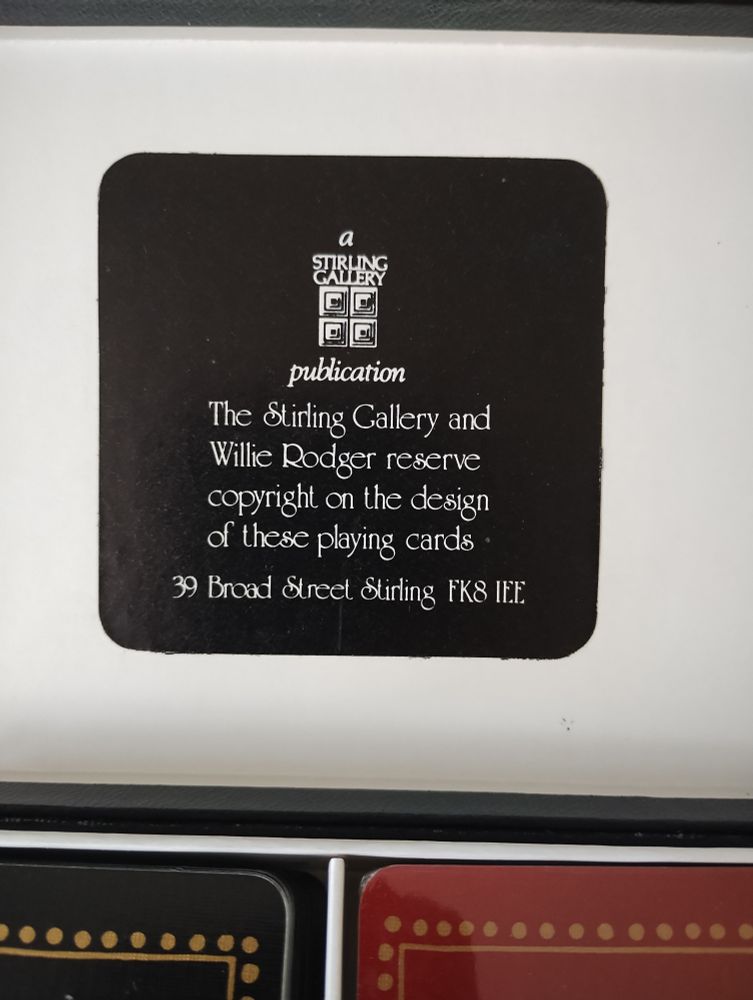 a
STIRLING
GALLERY
publication
The Stirling Gallery and
Willie Rodger reserve
copyright on the design
of these playing cards
39 Broad Street Stirling FK8 1EE